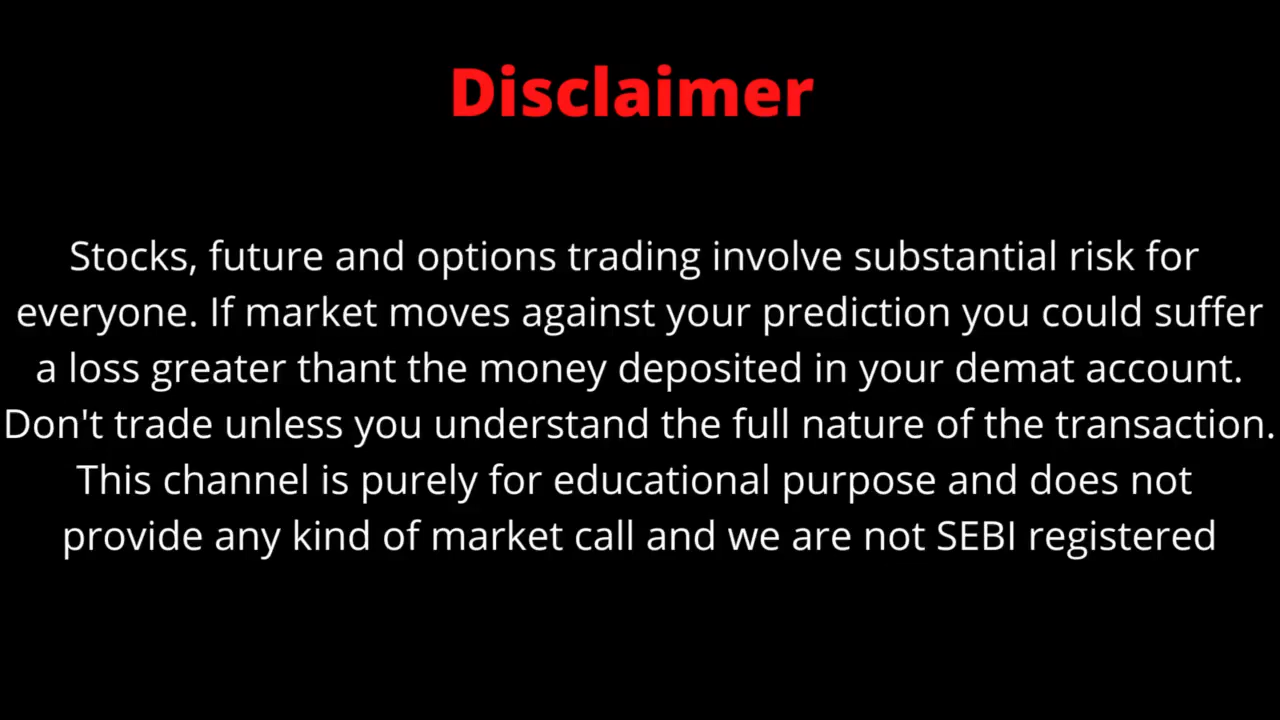 Disclaimer
Stocks, future and options trading involve substantial risk for
everyone. If market moves against your prediction you could suffer
a loss greater thant the money deposited in your demat account.
Don't trade unless you understand the full nature of the transaction.
This channel is purely for educational purpose and does not
provide any kind of market call and we are not SEBI registered